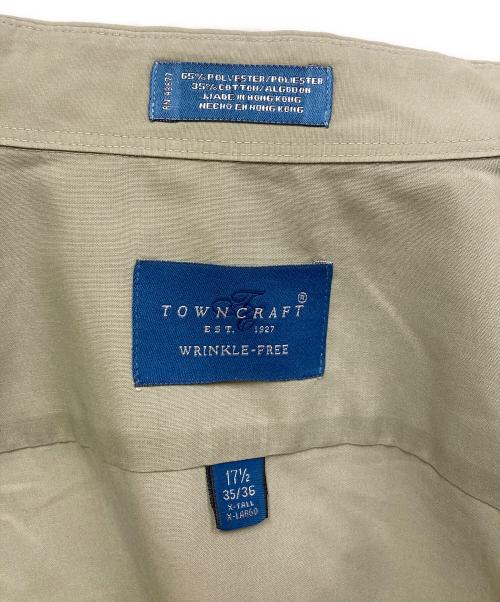 65% POLYESTER/POLIESTER
35% COTTON/ALGODON
MADE IN HONG KONG
HECHO EN HONG KONG
TOWNCRAFT®
EST. 1927
WRINKLE-FREE
17½
35/36
X-TALL
X-LARGO